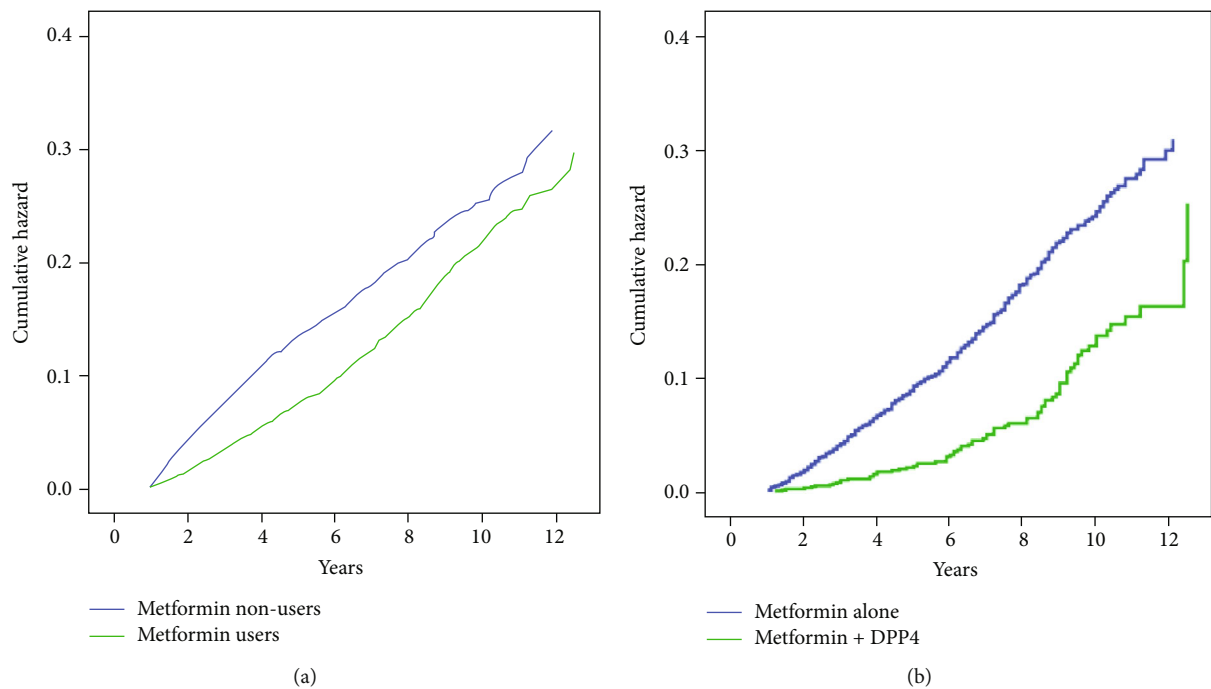 0.4
0.3
0.2
0.1
0.0
Cumulative hazard
0 2 4 6 8 10 12
Years
Metformin non-users
Metformin users
(a)
0.4
0.3
0.2
0.1
0.0
Cumulative hazard
0 2 4 6 8 10 12
Years
Metformin alone
Metformin + DPP4
(b)